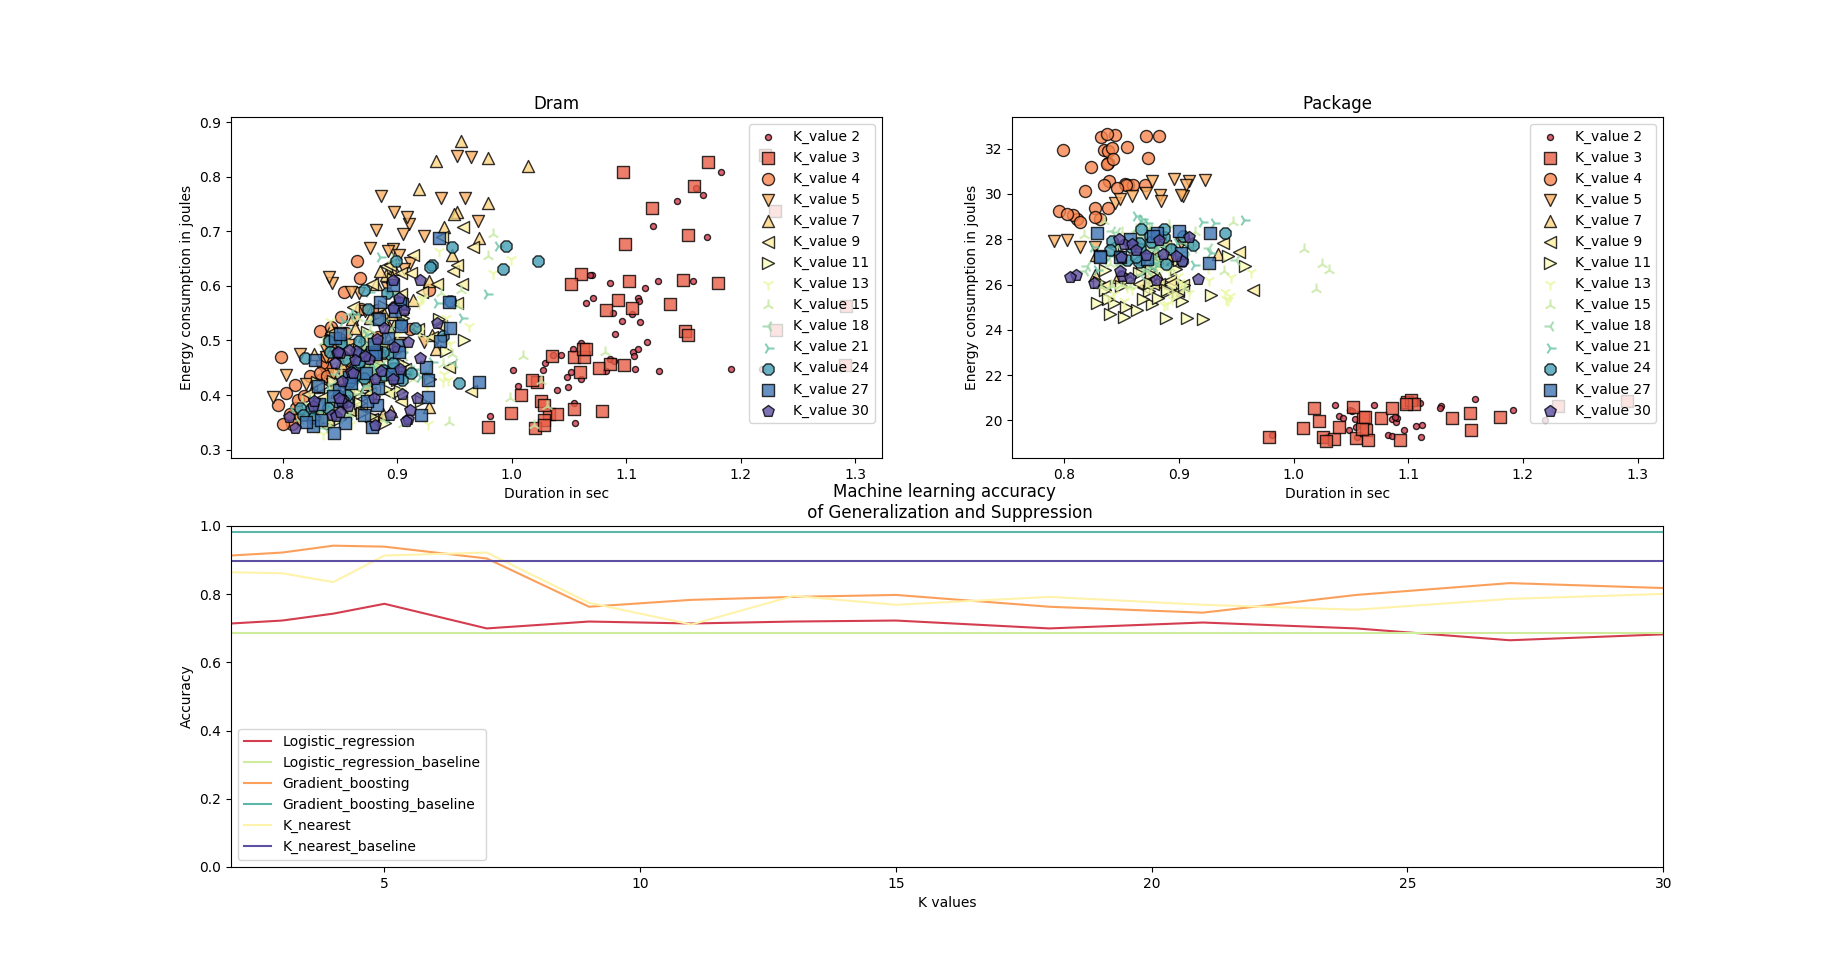 Dram
Energy consumption in joules
0.9
0.8
0.7
0.6
0.5
0.4
0.3
0.8
0.9
1.0
1.1
1.2
1.3
Duration in sec
K_value 2
K_value 3
K_value 4
K_value 5
K_value 7
K_value 9
K_value 11
K_value 13
K_value 15
K_value 18
K_value 21
K_value 24
K_value 27
K_value 30
Package
Energy consumption in joules
32
30
28
26
24
22
20
0.8
0.9
1.0
1.1
1.2
1.3
Duration in sec
K_value 2
K_value 3
K_value 4
K_value 5
K_value 7
K_value 9
K_value 11
K_value 13
K_value 15
K_value 18
K_value 21
K_value 24
K_value 27
K_value 30
Machine learning accuracy
of Generalization and Suppression
Accuracy
1.0
0.8
0.6
0.4
0.2
0.0
Logistic_regression
Logistic_regression_baseline
Gradient_boosting
Gradient_boosting_baseline
K_nearest
K_nearest_baseline
5
10
15
20
25
30
K values